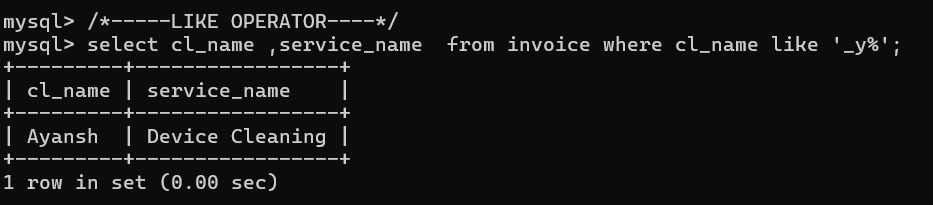 mysql> /*-----LIKE OPERATOR----*/
mysql> select cl_name ,service_name  from invoice where cl_name like '_y%';
+---------+-----------------+
| cl_name | service_name    |
+---------+-----------------+
| Ayansh  | Device Cleaning |
+---------+-----------------+
1 row in set (0.00 sec)